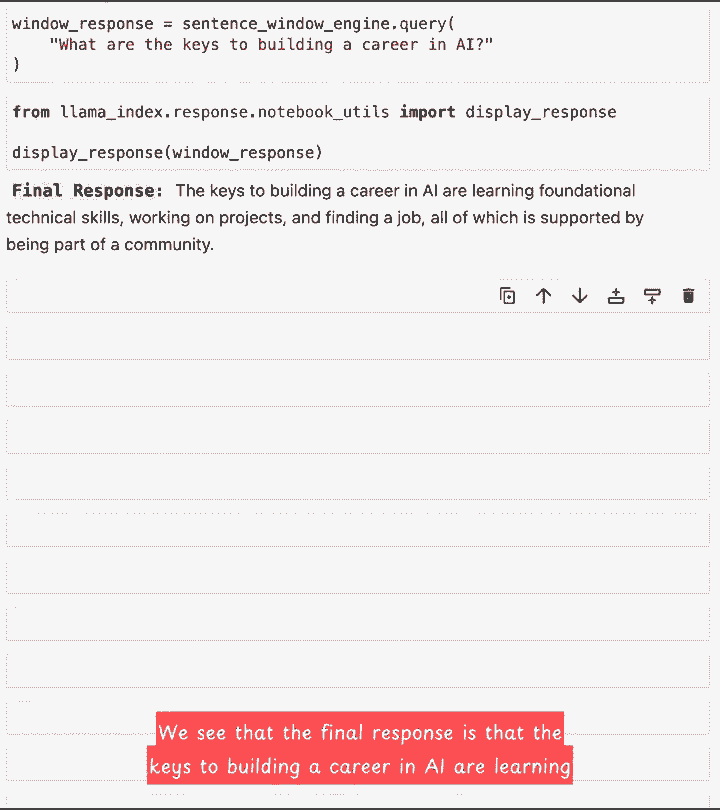 window_response = sentence_window_engine.query(
    "What are the keys to building a career in AI?"
)
from llama_index.response.notebook_utils import display_response
display_response(window_response)
Final Response: The keys to building a career in AI are learning foundational
technical skills, working on projects, and finding a job, all of which is supported by
being part of a community.
We see that the final response is that the
keys to building a career in AI are learning